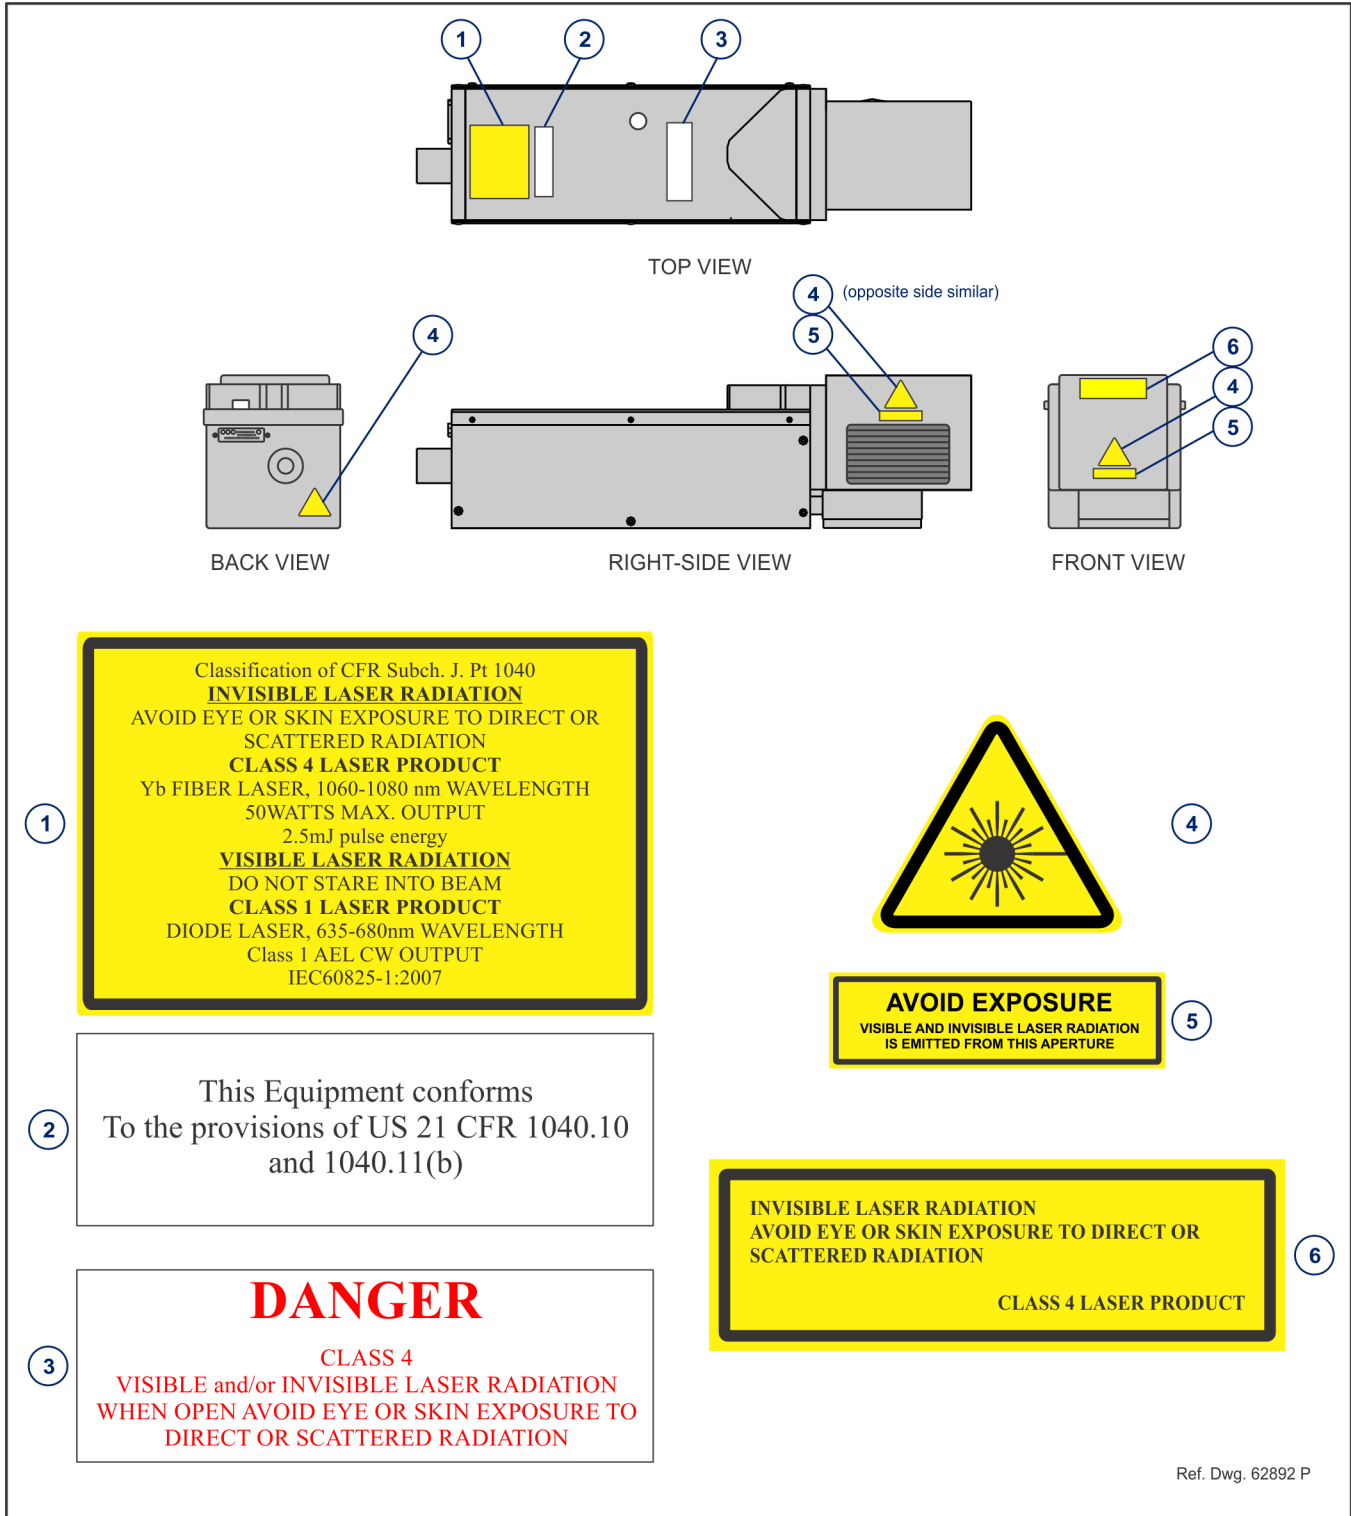 1
2
3
TOP VIEW
4
(opposite side similar)
5
4
6
4
5
BACK VIEW
RIGHT-SIDE VIEW
FRONT VIEW
1
Classification of CFR Subch. J. Pt 1040
INVISIBLE LASER RADIATION
AVOID EYE OR SKIN EXPOSURE TO DIRECT OR
SCATTERED RADIATION
CLASS 4 LASER PRODUCT
Yb FIBER LASER, 1060-1080 nm WAVELENGTH
50WATTS MAX. OUTPUT
2.5mJ pulse energy
VISIBLE LASER RADIATION
DO NOT STARE INTO BEAM
CLASS 1 LASER PRODUCT
DIODE LASER, 635-680nm WAVELENGTH
Class 1 AEL CW OUTPUT
IEC60825-1:2007
4
AVOID EXPOSURE
VISIBLE AND INVISIBLE LASER RADIATION
IS EMITTED FROM THIS APERTURE
5
2
This Equipment conforms
To the provisions of US 21 CFR 1040.10
and 1040.11(b)
INVISIBLE LASER RADIATION
AVOID EYE OR SKIN EXPOSURE TO DIRECT OR
SCATTERED RADIATION
CLASS 4 LASER PRODUCT
6
3
DANGER
CLASS 4
VISIBLE and/or INVISIBLE LASER RADIATION
WHEN OPEN AVOID EYE OR SKIN EXPOSURE TO
DIRECT OR SCATTERED RADIATION
Ref. Dwg. 62892 P